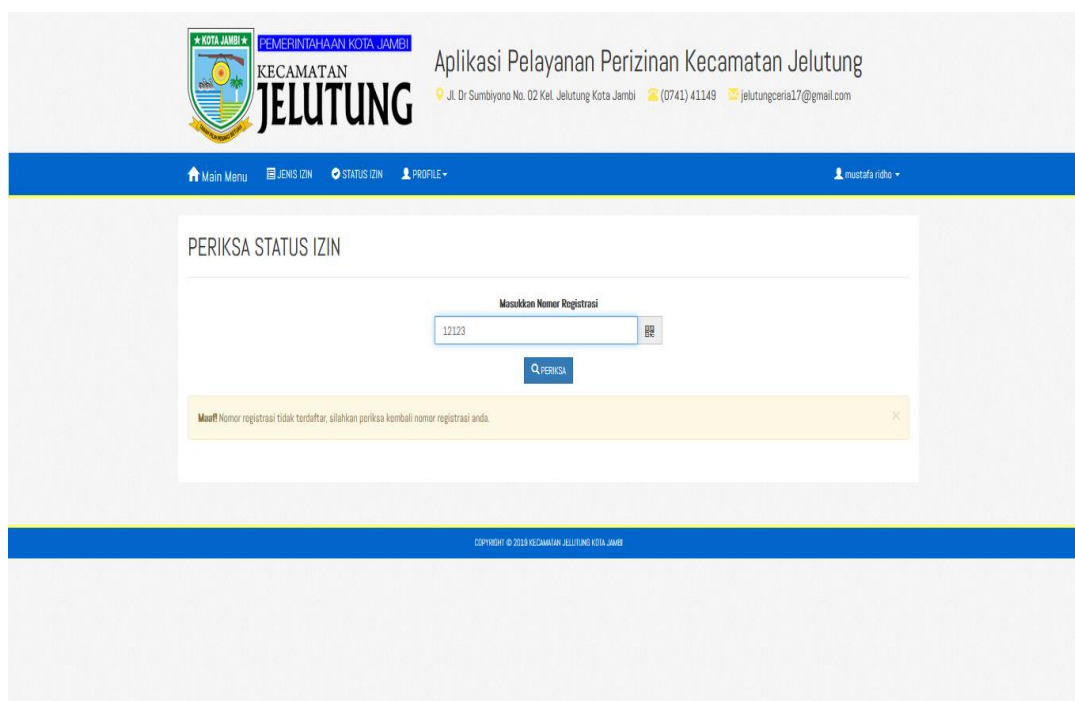 ★ KOTA JAMBI ★
PEMERINTAHAAN KOTA JAMBI
KECAMATAN
JELUTUNG
Aplikasi Pelayanan Perizinan Kecamatan Jelutung
Jl. Dr Sumbiyono No. 02 Kel. Jelutung Kota Jambi (0741) 41149 jelutungceria17@gmail.com
Main Menu JENIS IZIN STATUS IZIN PROFILE mustafa ridho
PERIKSA STATUS IZIN
Masukkan Nomor Registrasi
12123
PERIKSA
Maaf! Nomor registrasi tidak terdaftar, silahkan periksa kembali nomor registrasi anda. ×
COPYRIGHT © 2019 KECAMATAN JELUTUNG KOTA JAMBI